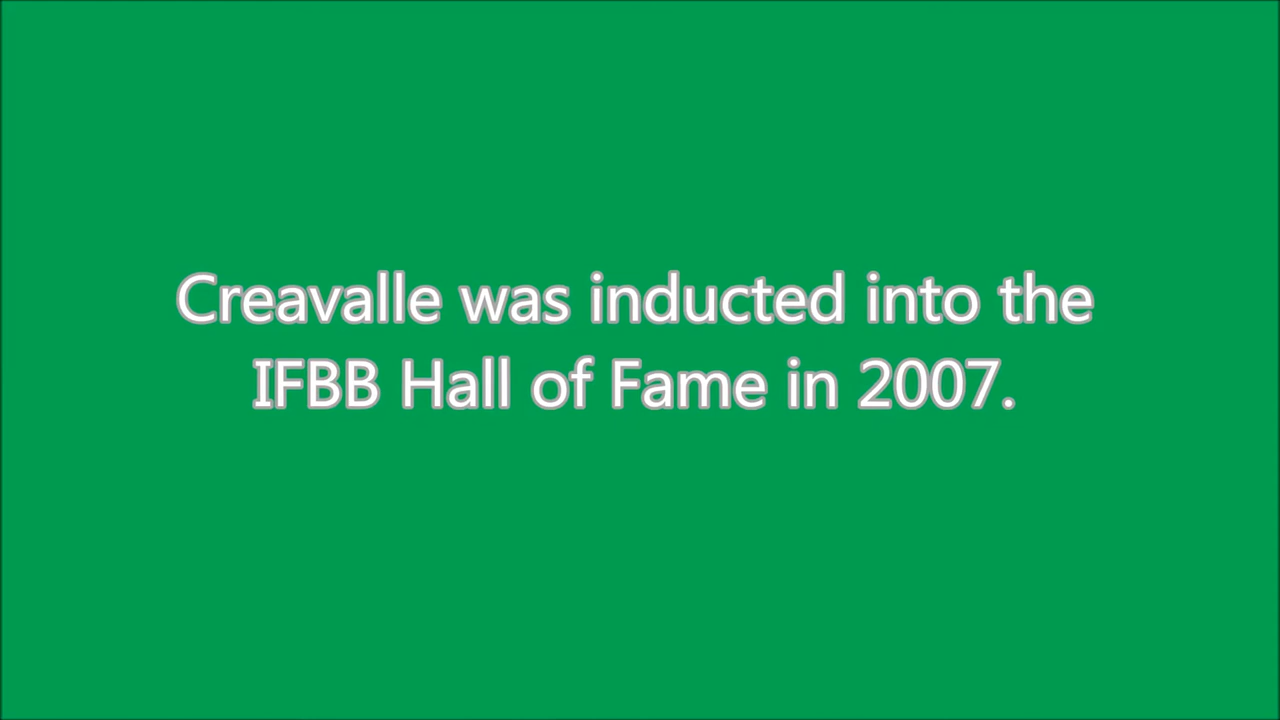 Creavalle was inducted into the
IFBB Hall of Fame in 2007.